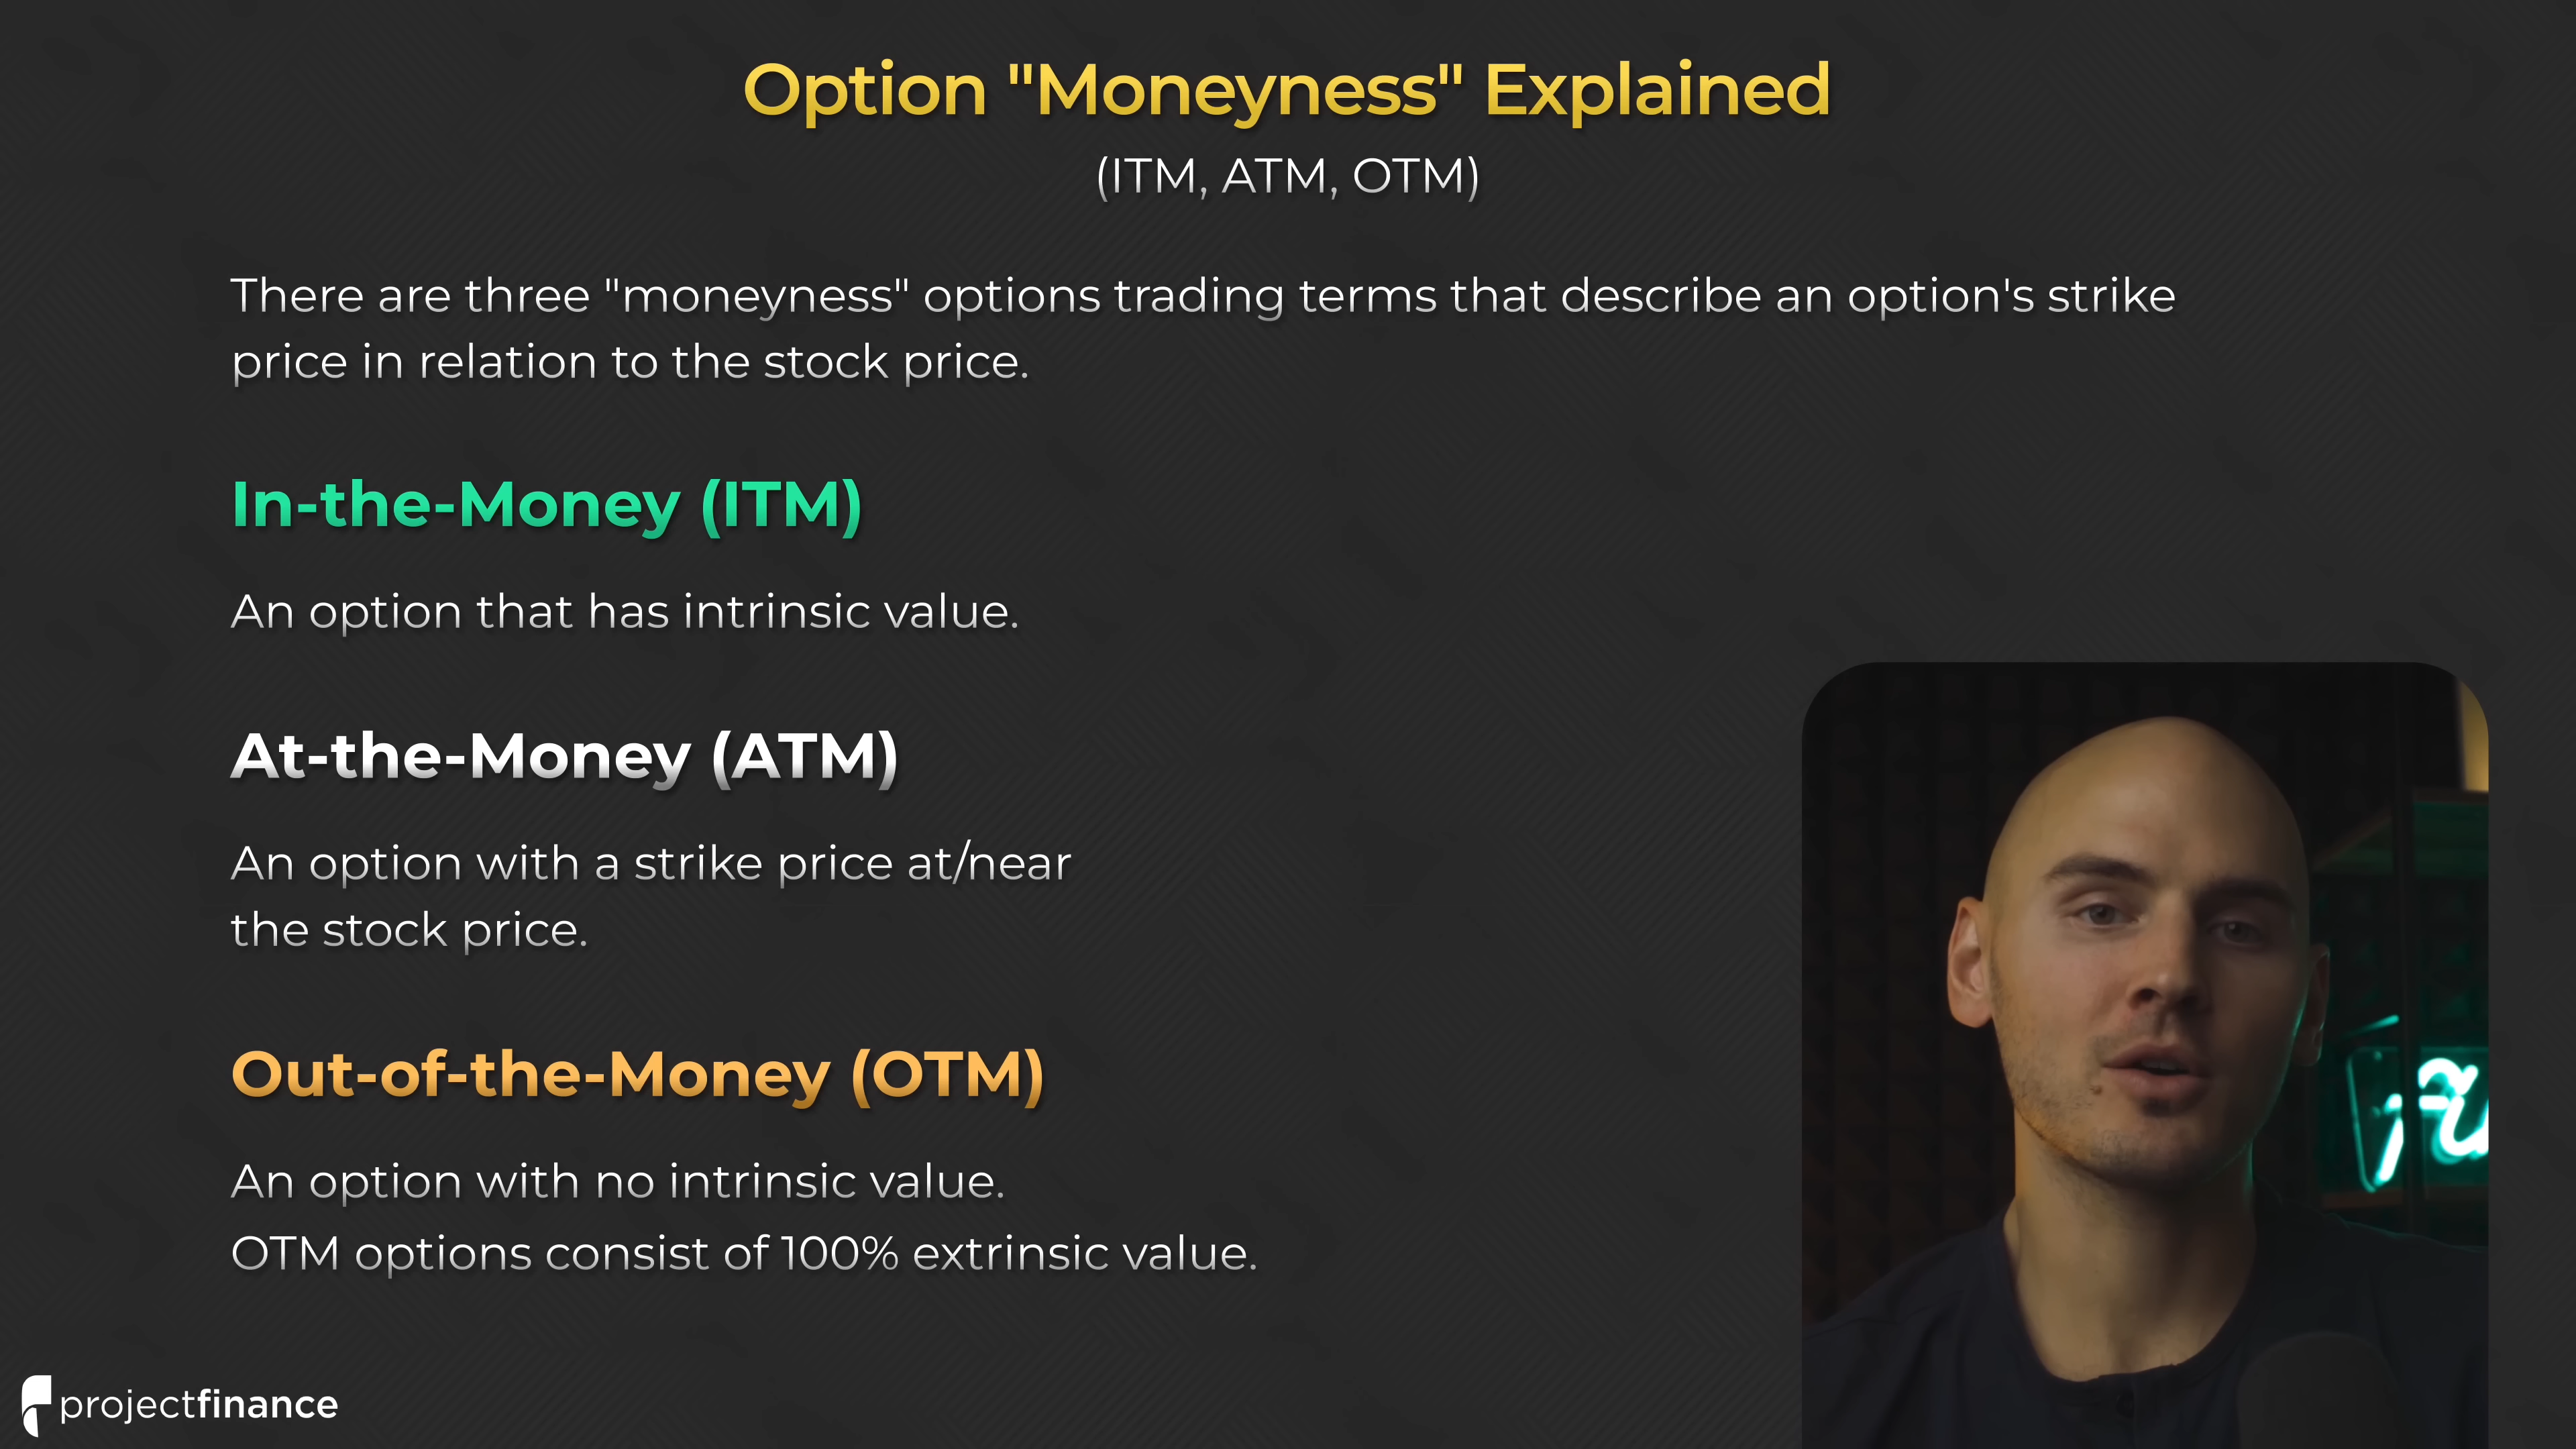 Option "Moneyness" Explained
(ITM, ATM, OTM)
There are three "moneyness" options trading terms that describe an option's strike
price in relation to the stock price.
In-the-Money (ITM)
An option that has intrinsic value.
At-the-Money (ATM)
An option with a strike price at/near
the stock price.
Out-of-the-Money (OTM)
An option with no intrinsic value.
OTM options consist of 100% extrinsic value.
projectfinance